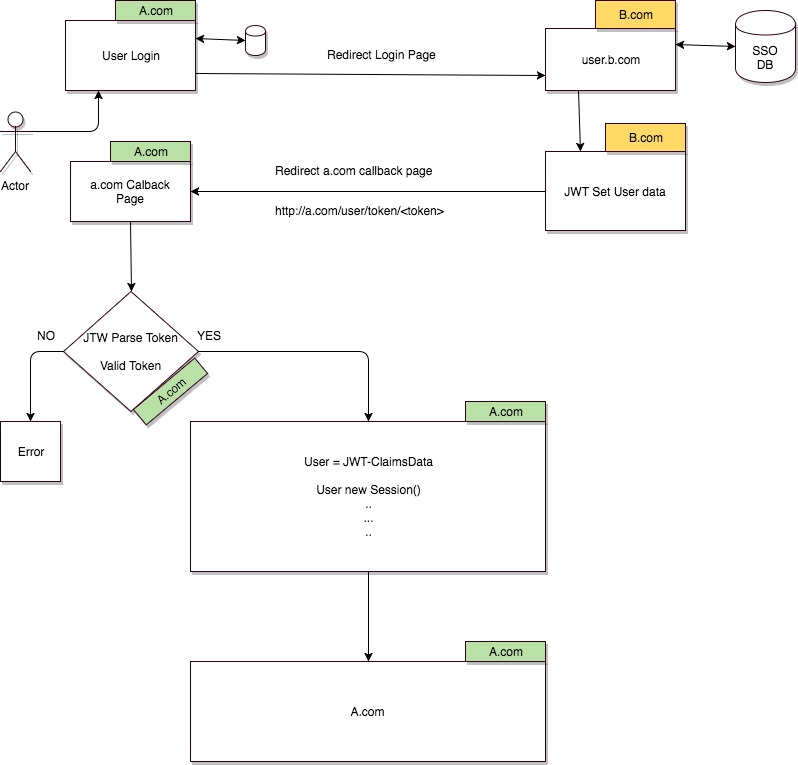 A.com
User Login
Redirect Login Page
B.com
user.b.com
SSO
DB
Actor
A.com
a.com Calback
Page
Redirect a.com callback page
http://a.com/user/token/<token>
B.com
JWT Set User data
NO
JTW Parse Token
YES
Valid Token
A.com
Error
A.com
User = JWT-ClaimsData
User new Session()
..
...
..
A.com
A.com